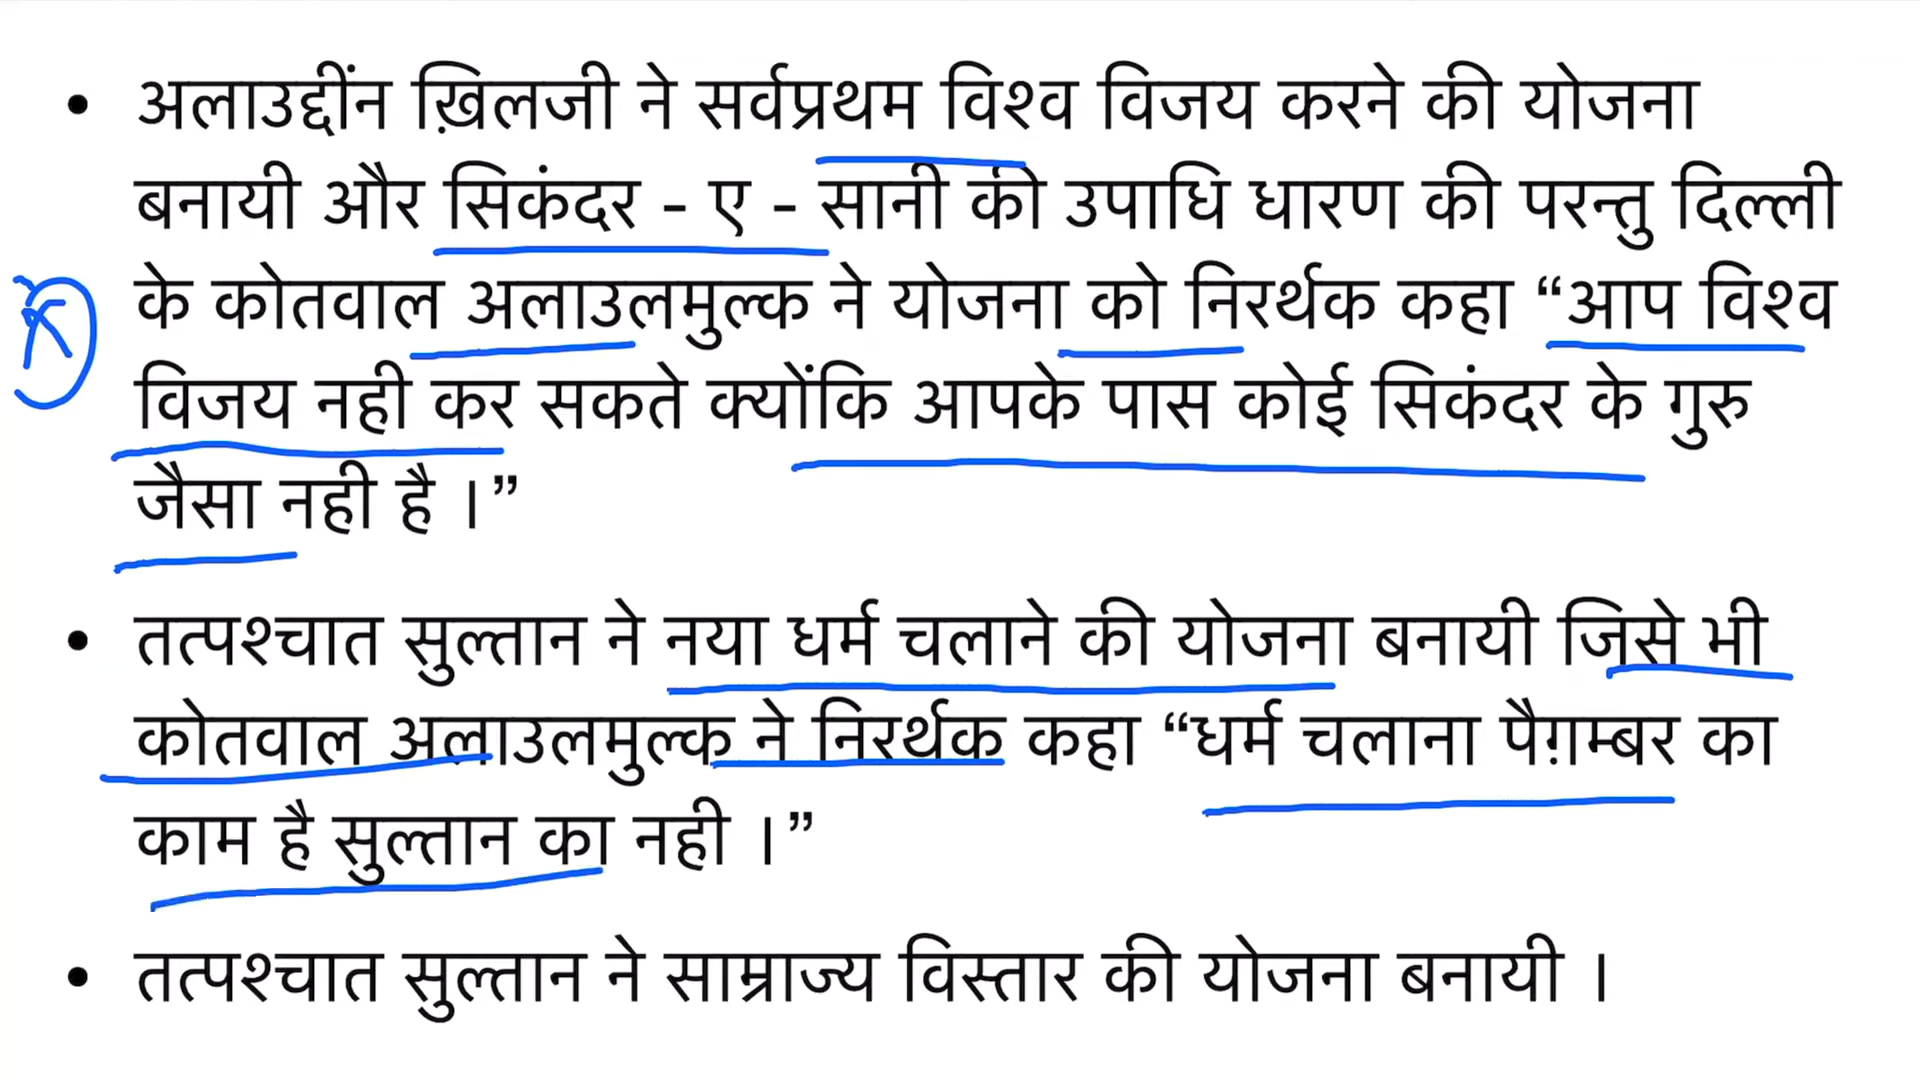 • अलाउद्दींन ख़िलजी ने सर्वप्रथम विश्व विजय करने की योजना
बनायी और सिकंदर - ए - सानी की उपाधि धारण की परन्तु दिल्ली
के कोतवाल अलाउलमुल्क ने योजना को निरर्थक कहा “आप विश्व
विजय नही कर सकते क्योंकि आपके पास कोई सिकंदर के गुरु
जैसा नही है ।”
• तत्पश्चात सुल्तान ने नया धर्म चलाने की योजना बनायी जिसे भी
कोतवाल अलाउलमुल्क ने निरर्थक कहा “धर्म चलाना पैग़म्बर का
काम है सुल्तान का नही ।”
• तत्पश्चात सुल्तान ने साम्राज्य विस्तार की योजना बनायी ।